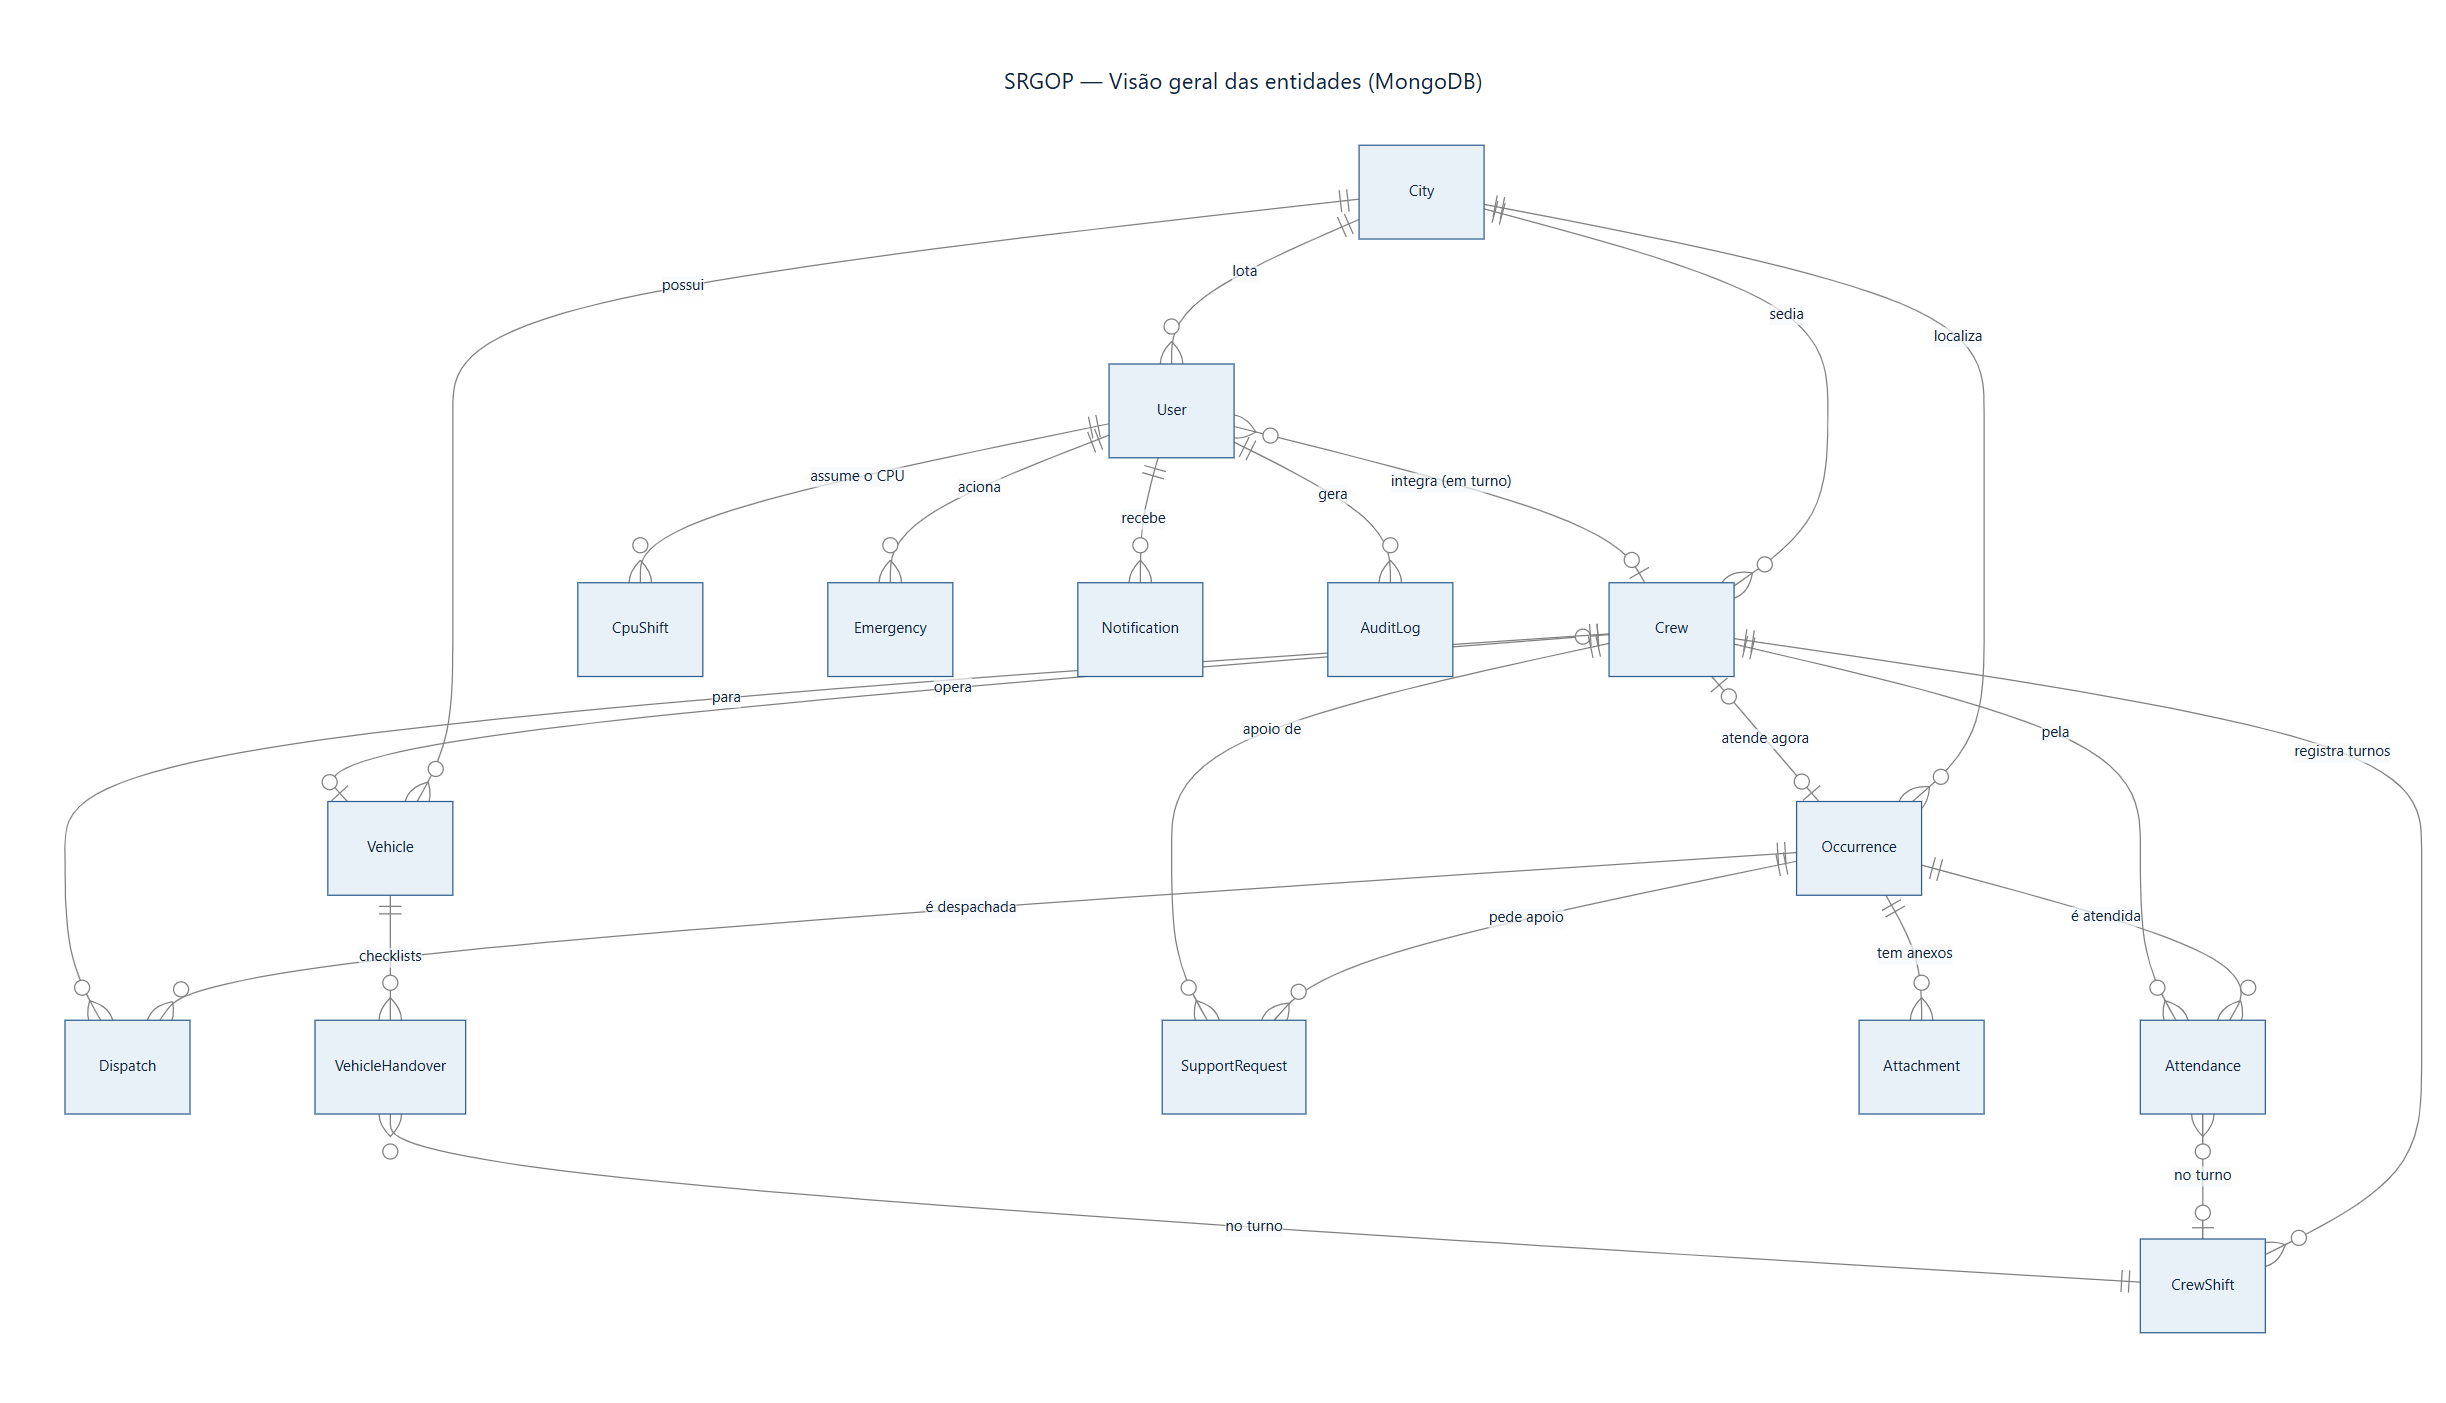 SRGOP — Visão geral das entidades (MongoDB)
City
lota
possui
sedia
localiza
User
assume o CPU
integra (em turno)
aciona
gera
recebe
CpuShift
Emergency
Notification
AuditLog
Crew
opera
para
apoio de
pela
atende agora
registra turnos
Vehicle
Occurrence
é despachada
pede apoio
é atendida
tem anexos
checklists
Dispatch
VehicleHandover
SupportRequest
Attachment
Attendance
no turno
no turno
CrewShift